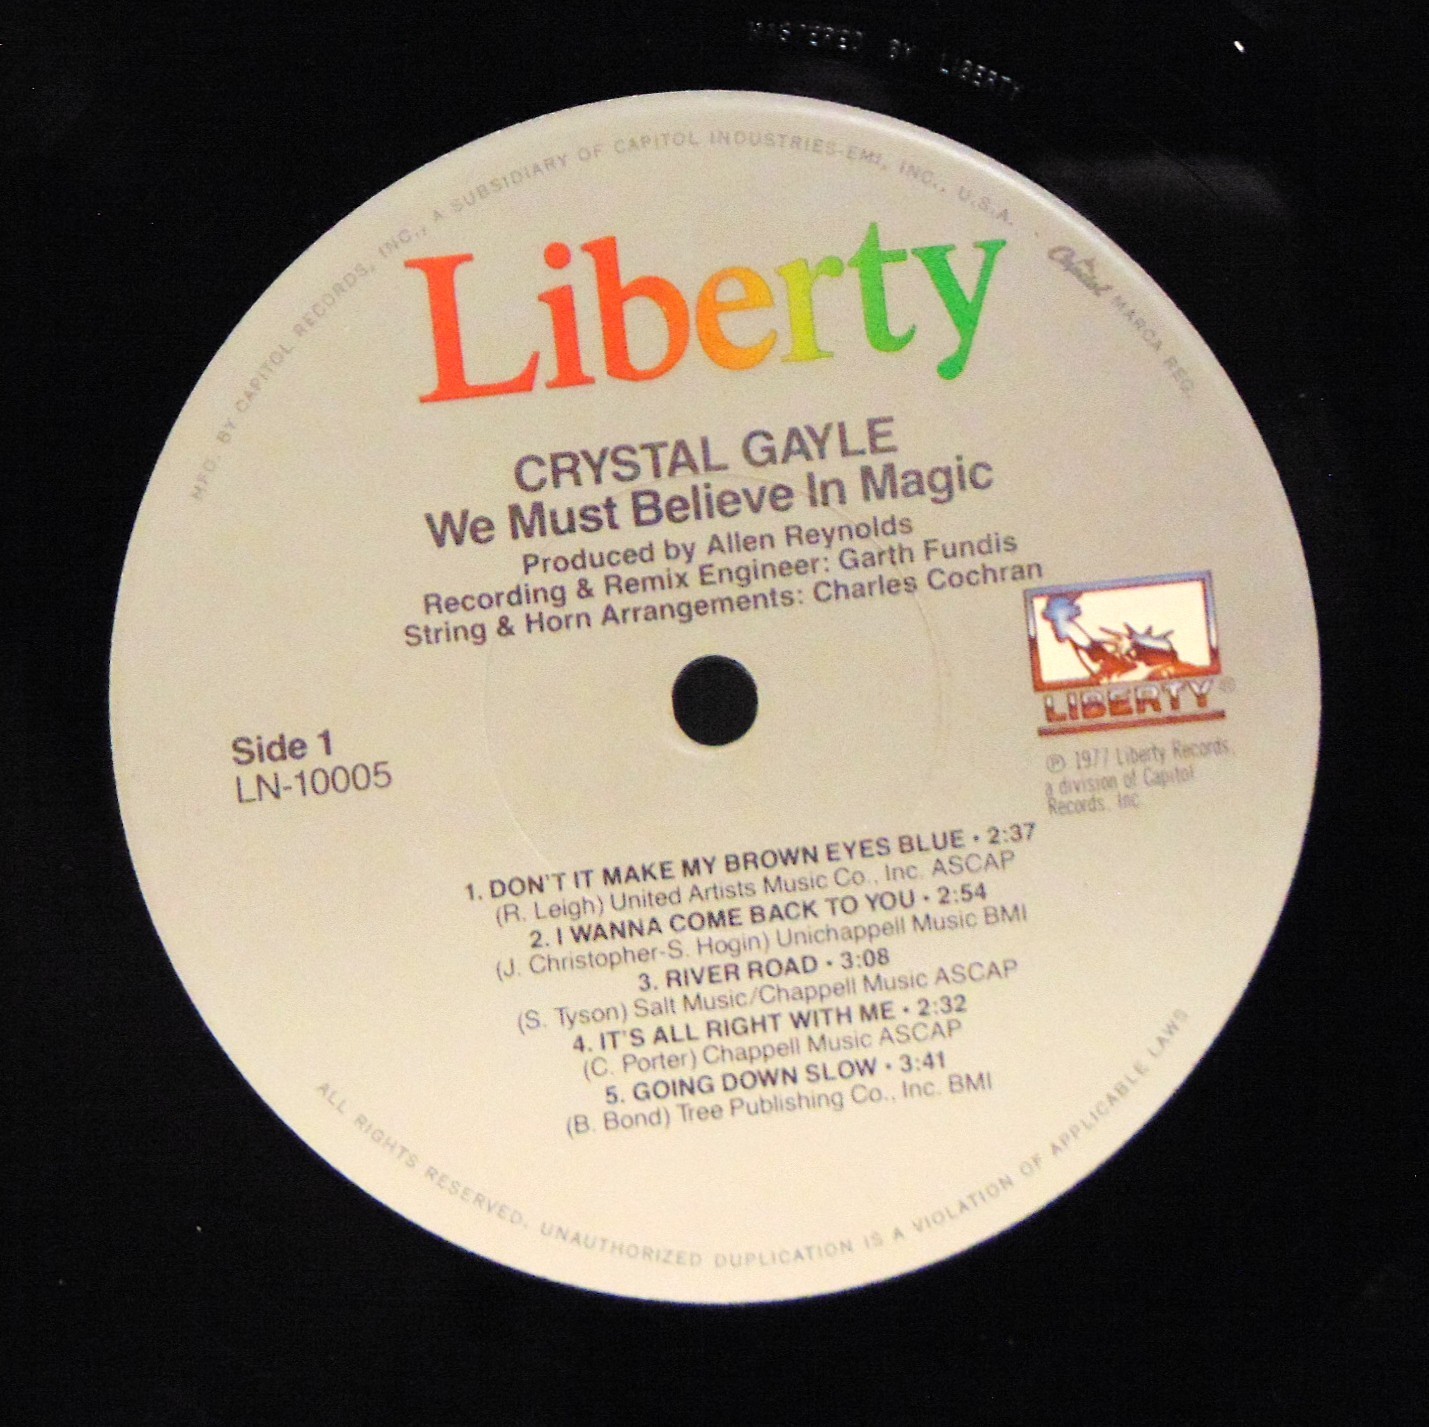 MASTERED BY LIBERTY
MFG. BY CAPITOL RECORDS, INC., A SUBSIDIARY OF CAPITOL INDUSTRIES-EMI, INC., U.S.A. · Capitol MARCA REG.
Liberty
CRYSTAL GAYLE
We Must Believe In Magic
Produced by Allen Reynolds
Recording & Remix Engineer: Garth Fundis
String & Horn Arrangements: Charles Cochran
LIBERTY®
Ⓟ 1977 Liberty Records,
a division of Capitol
Records, Inc.
Side 1
LN-10005
1. DON'T IT MAKE MY BROWN EYES BLUE • 2:37
(R. Leigh) United Artists Music Co., Inc. ASCAP
2. I WANNA COME BACK TO YOU • 2:54
(J. Christopher-S. Hogin) Unichappell Music BMI
3. RIVER ROAD • 3:08
(S. Tyson) Salt Music/Chappell Music ASCAP
4. IT'S ALL RIGHT WITH ME • 2:32
(C. Porter) Chappell Music ASCAP
5. GOING DOWN SLOW • 3:41
(B. Bond) Tree Publishing Co., Inc. BMI
ALL RIGHTS RESERVED. UNAUTHORIZED DUPLICATION IS A VIOLATION OF APPLICABLE LAWS